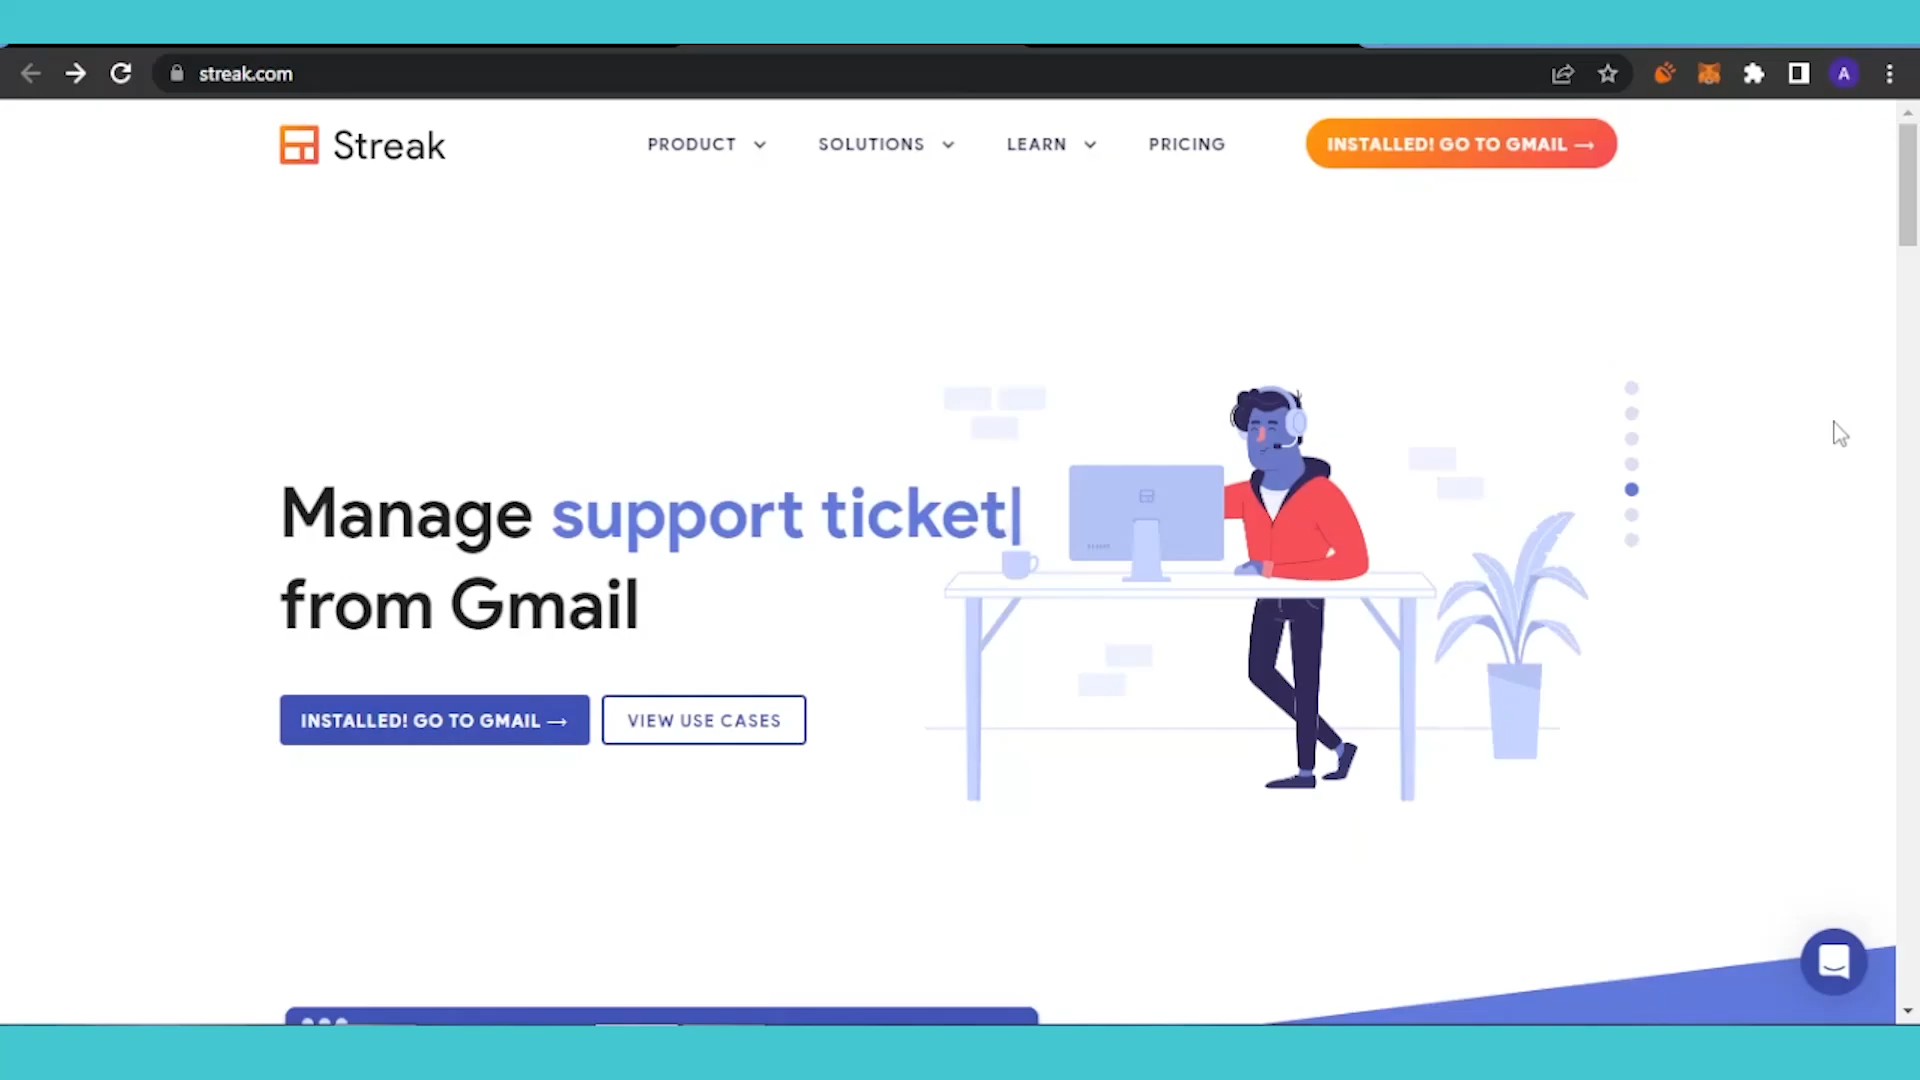 streak.com
A
Streak
PRODUCT
SOLUTIONS
LEARN
PRICING
INSTALLED! GO TO GMAIL →
Manage support ticket|
from Gmail
INSTALLED! GO TO GMAIL →
VIEW USE CASES